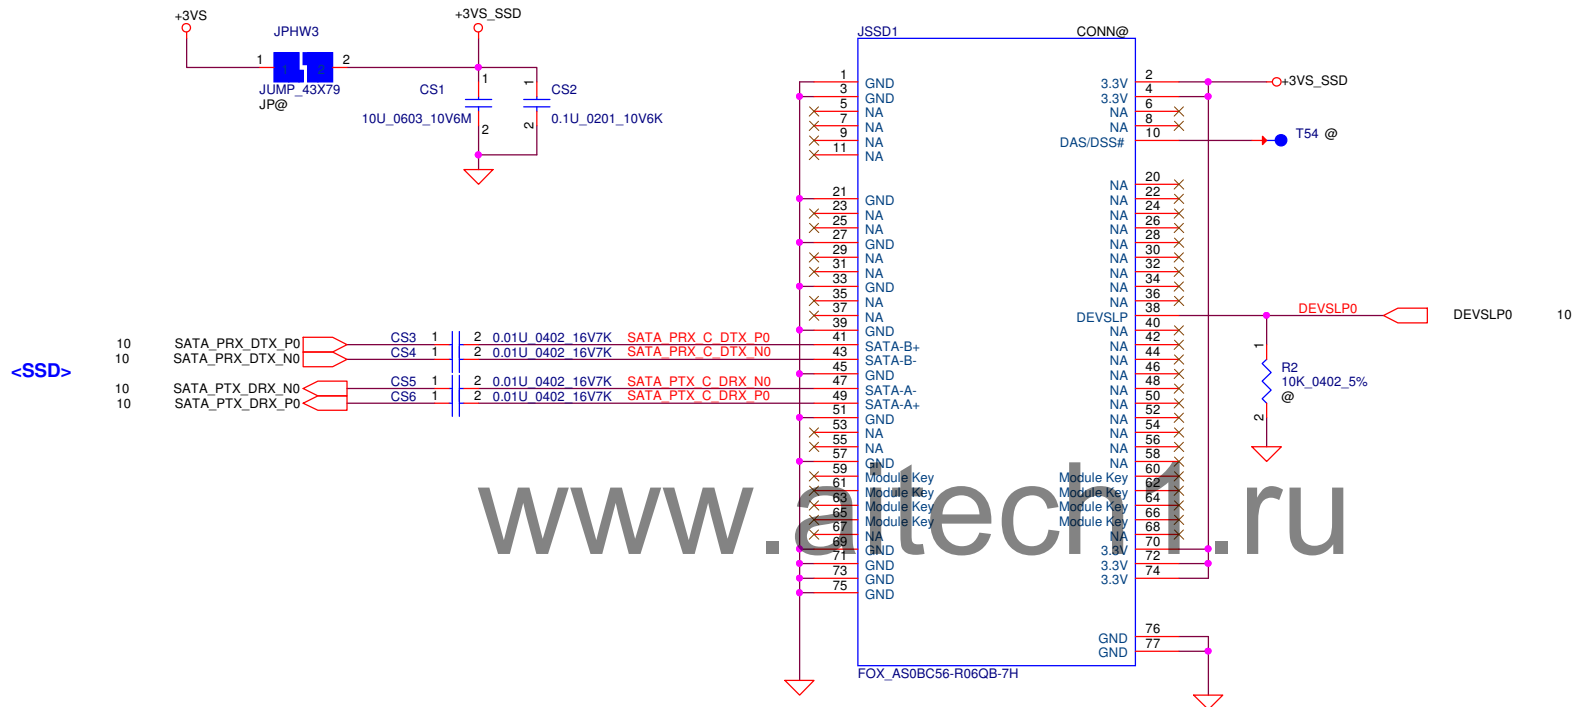 +3VS
+3VS_SSD
JPHW3
1
2
1 2
JUMP_43X79
JP@
CS1
1
2
10U_0603_10V6M
CS2
1
2
0.1U_0201_10V6K
<SSD>
10 SATA_PRX_DTX_P0 CS3 1 2 0.01U_0402_16V7K SATA_PRX_C_DTX_P0
10 SATA_PRX_DTX_N0 CS4 1 2 0.01U_0402_16V7K SATA_PRX_C_DTX_N0
10 SATA_PTX_DRX_N0 CS5 1 2 0.01U_0402_16V7K SATA_PTX_C_DRX_N0
10 SATA_PTX_DRX_P0 CS6 1 2 0.01U_0402_16V7K SATA_PTX_C_DRX_P0
JSSD1 CONN@
1 GND
3 GND
5 NA
7 NA
9 NA
11 NA
21 GND
23 NA
25 NA
27 GND
29 NA
31 NA
33 GND
35 NA
37 NA
39 GND
41 SATA-B+
43 SATA-B-
45 GND
47 SATA-A-
49 SATA-A+
51 GND
53 NA
55 NA
57 GND
59 Module Key
61 Module Key
63 Module Key
65 Module Key
67 NA
69 GND
71 GND
73 GND
75 GND
3.3V 2
3.3V 4
NA 6
NA 8
DAS/DSS# 10
NA 20
NA 22
NA 24
NA 26
NA 28
NA 30
NA 32
NA 34
NA 36
DEVSLP 38
NA 40
NA 42
NA 44
NA 46
NA 48
NA 50
NA 52
NA 54
NA 56
NA 58
Module Key 60
Module Key 62
Module Key 64
Module Key 66
NA 68
3.3V 70
3.3V 72
3.3V 74
GND 76
GND 77
FOX_AS0BC56-R06QB-7H
+3VS_SSD
T54 @
DEVSLP0
DEVSLP0 10
1
R2
10K_0402_5%
@
2
www.aitech1.ru